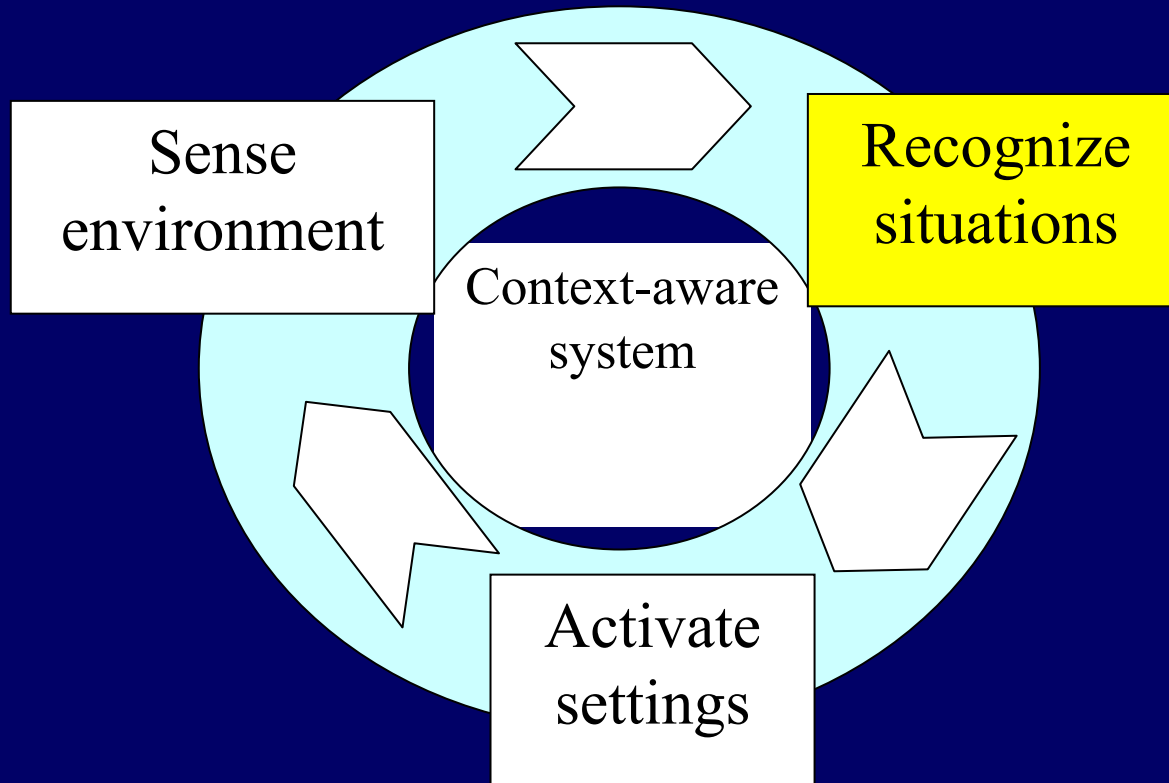 Sense
environment
Recognize
situations
Context-aware
system
Activate
settings